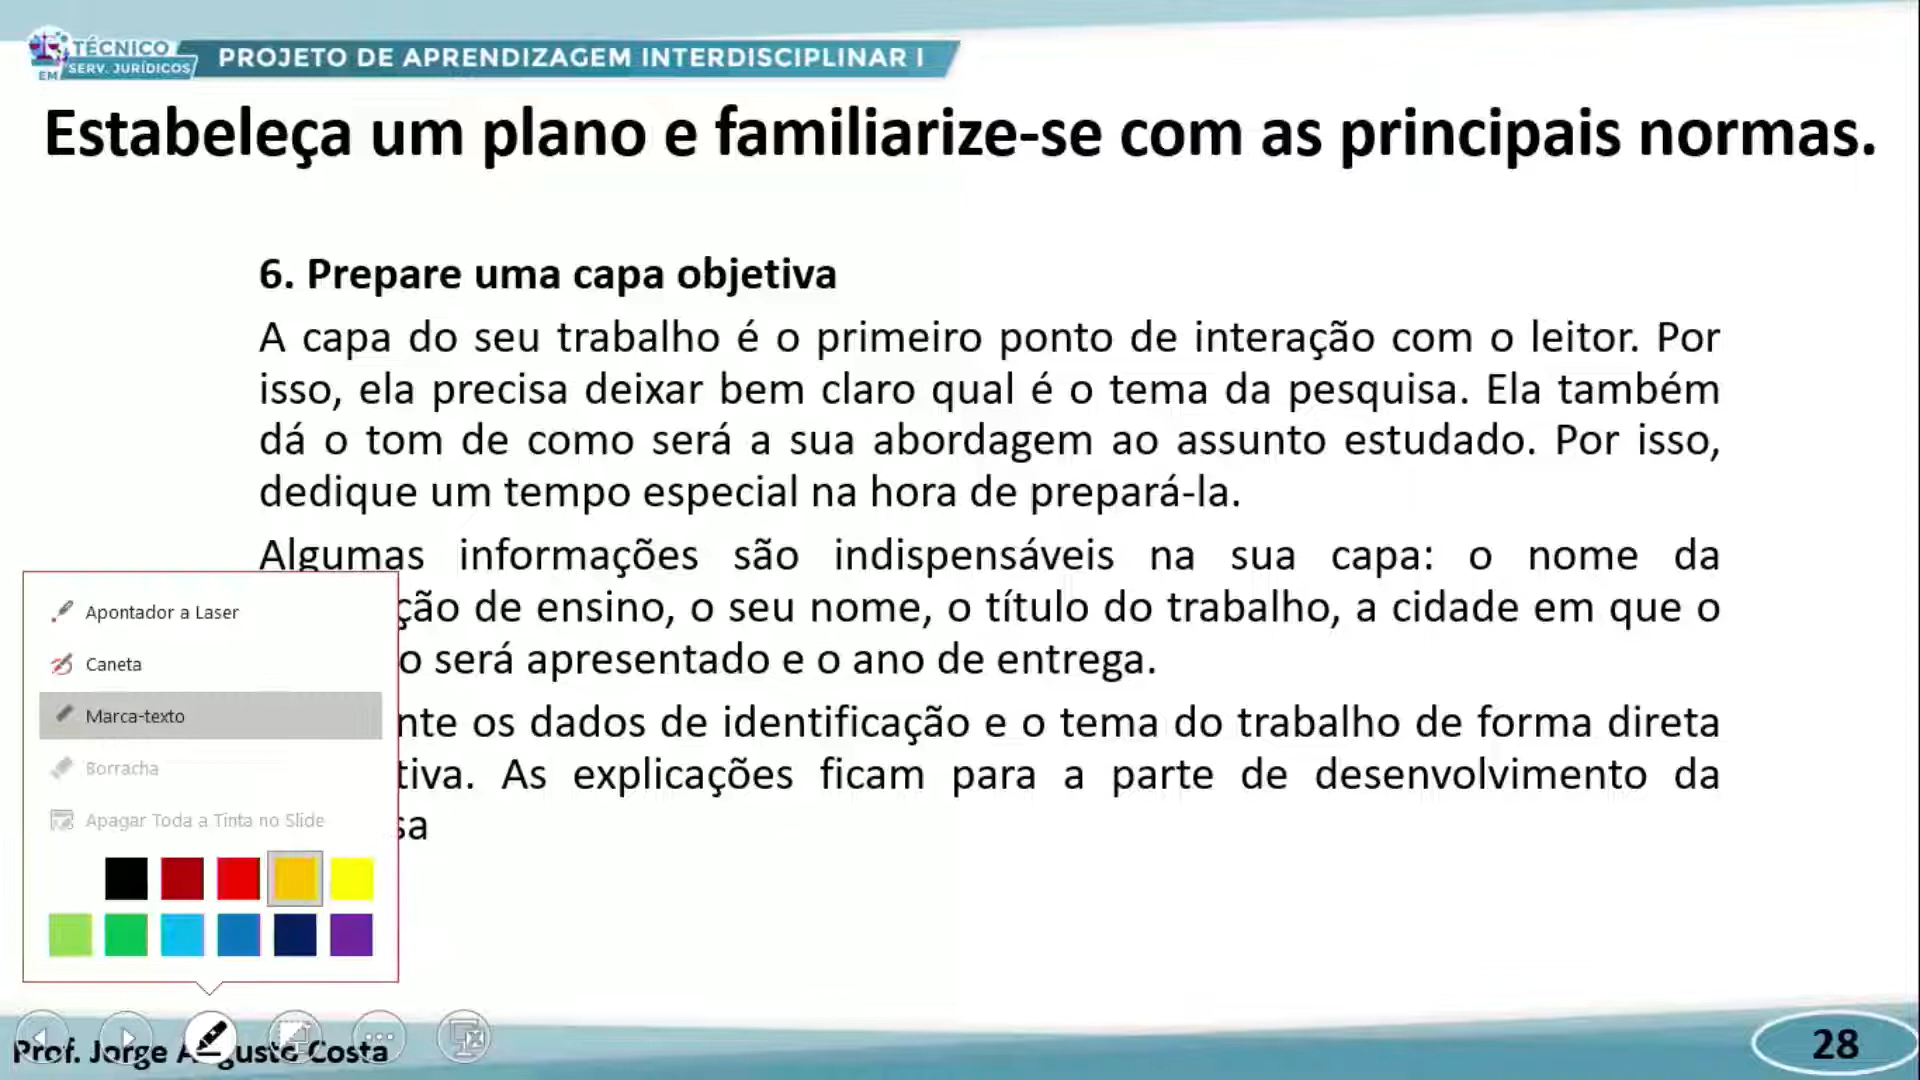 TÉCNICO
EM SERV. JURÍDICOS
PROJETO DE APRENDIZAGEM INTERDISCIPLINAR I
Estabeleça um plano e familiarize-se com as principais normas.
6. Prepare uma capa objetiva
A capa do seu trabalho é o primeiro ponto de interação com o leitor. Por
isso, ela precisa deixar bem claro qual é o tema da pesquisa. Ela também
dá o tom de como será a sua abordagem ao assunto estudado. Por isso,
dedique um tempo especial na hora de prepará-la.
Algumas informações são indispensáveis na sua capa: o nome da
ção de ensino, o seu nome, o título do trabalho, a cidade em que o
o será apresentado e o ano de entrega.
nte os dados de identificação e o tema do trabalho de forma direta
tiva. As explicações ficam para a parte de desenvolvimento da
sa
Apontador a Laser
Caneta
Marca-texto
Borracha
Apagar Toda a Tinta no Slide
Prof. Jorge Augusto Costa
28